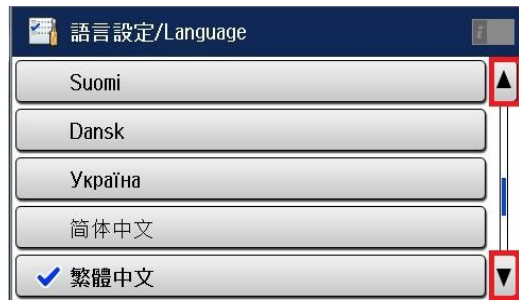 語言設定/Language
i
Suomi
Dansk
Україна
简体中文
繁體中文